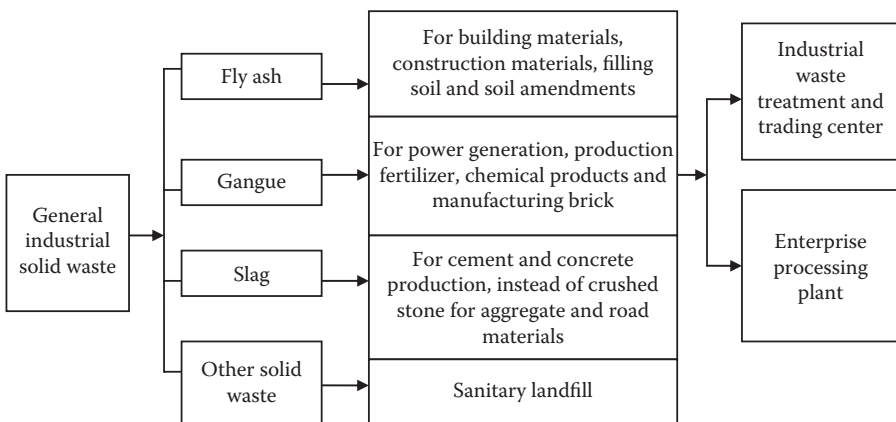 General
industrial
solid waste
Fly ash
Gangue
Slag
Other solid
waste
For building materials,
construction materials, filling
soil and soil amendments
For power generation, production
fertilizer, chemical products and
manufacturing brick
For cement and concrete
production, instead of crushed
stone for aggregate and road
materials
Sanitary landfill
Industrial
waste
treatment and
trading center
Enterprise
processing
plant